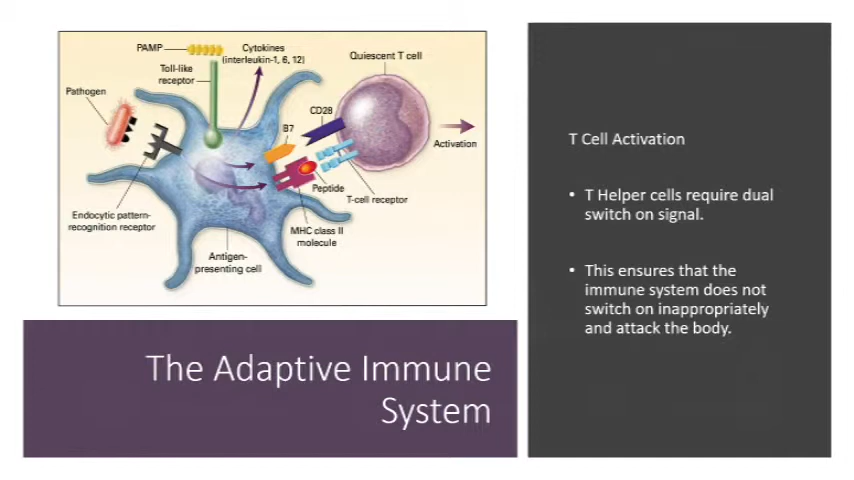 PAMP
Cytokines
(interleukin-1, 6, 12)
Quiescent T cell
Toll-like
receptor
Pathogen
CD28
B7
Activation
Peptide
T-cell receptor
Endocytic pattern-
recognition receptor
MHC class II
molecule
Antigen-
presenting cell
The Adaptive Immune
System
T Cell Activation
• T Helper cells require dual
switch on signal.
• This ensures that the
immune system does not
switch on inappropriately
and attack the body.